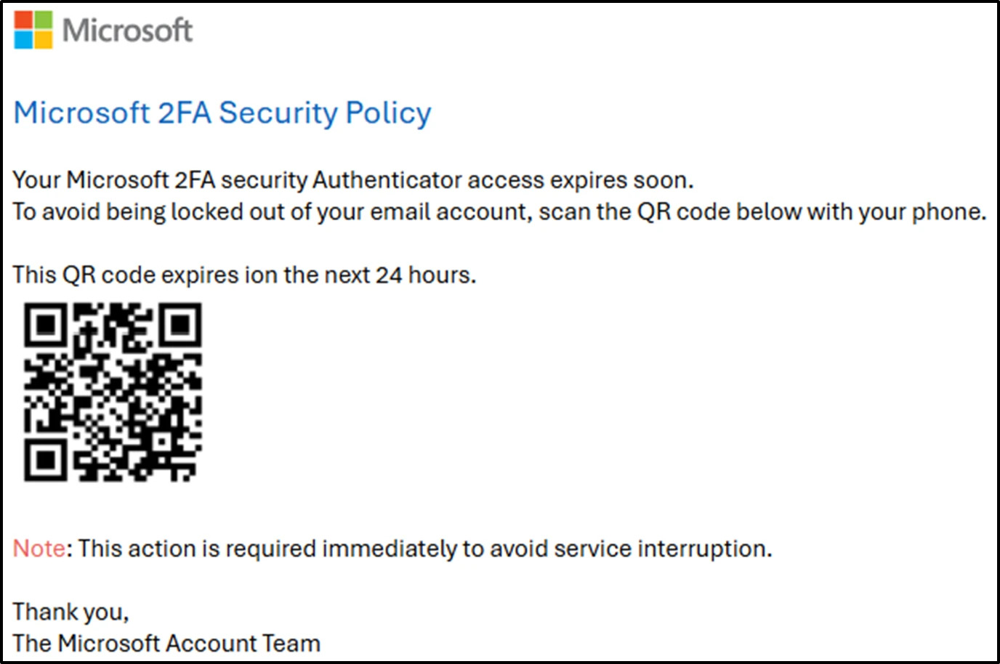 Microsoft
Microsoft 2FA Security Policy
Your Microsoft 2FA security Authenticator access expires soon.
To avoid being locked out of your email account, scan the QR code below with your phone.
This QR code expires ion the next 24 hours.
Note: This action is required immediately to avoid service interruption.
Thank you,
The Microsoft Account Team